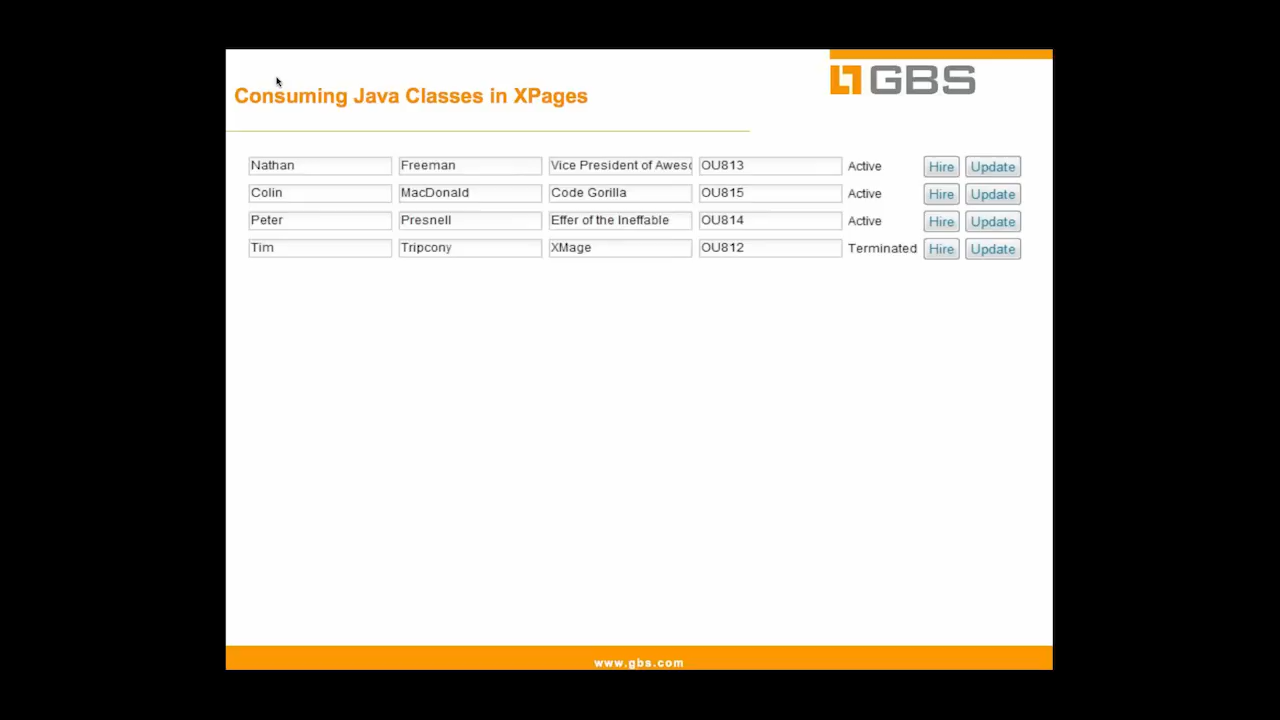 GBS
Consuming Java Classes in XPages
Nathan Freeman Vice President of Awes OU813 Active Hire Update
Colin MacDonald Code Gorilla OU815 Active Hire Update
Peter Presnell Effer of the Ineffable OU814 Active Hire Update
Tim Tripcony XMage OU812 Terminated Hire Update
www.gbs.com